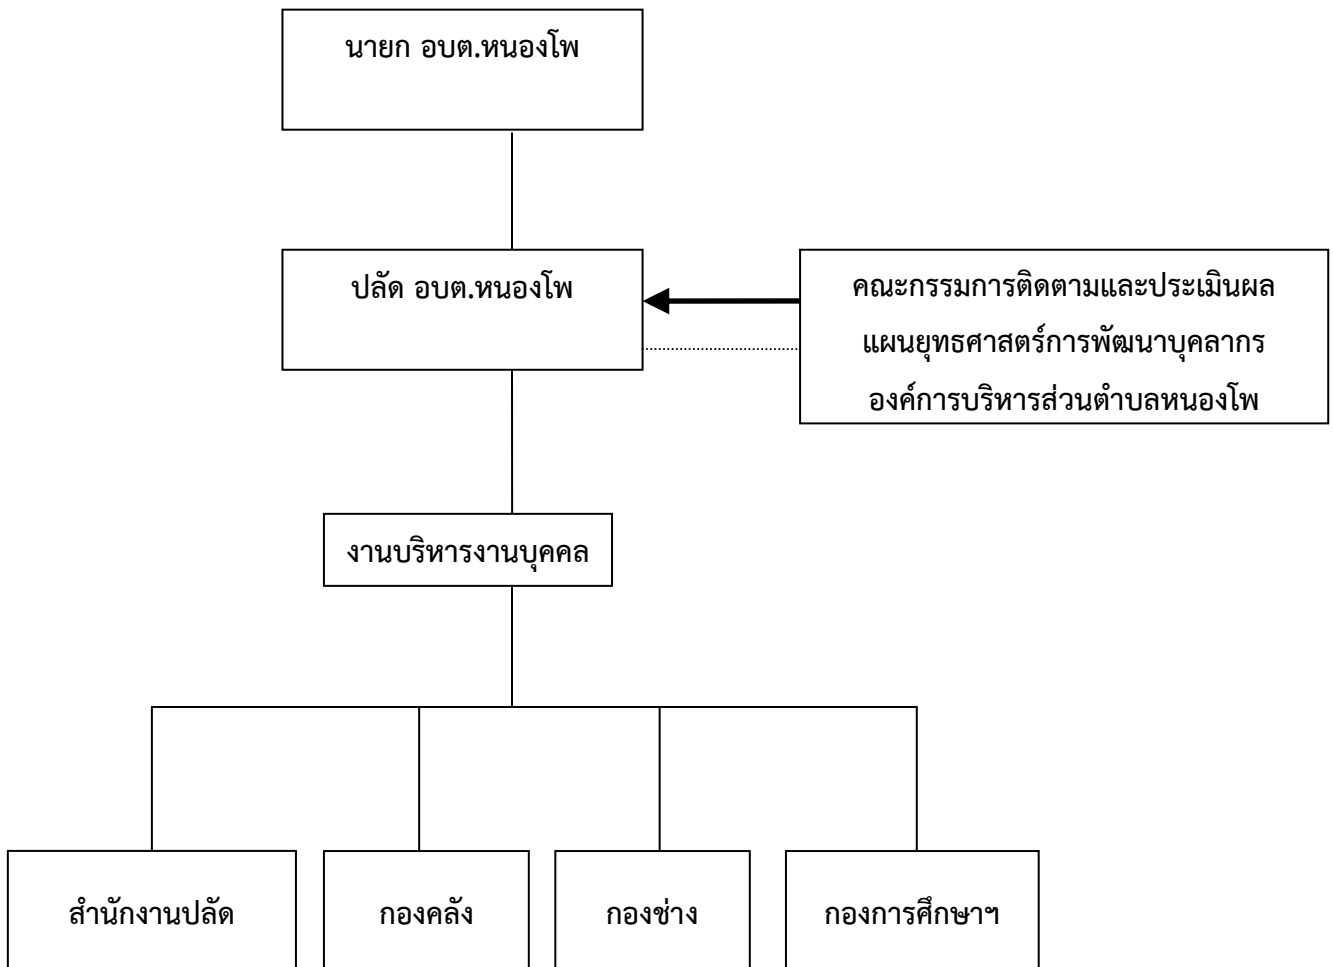 นายก อบต.หนองโพ
ปลัด อบต.หนองโพ
คณะกรรมการติดตามและประเมินผล
แผนยุทธศาสตร์การพัฒนาบุคลากร
องค์การบริหารส่วนตำบลหนองโพ
งานบริหารงานบุคคล
สำนักงานปลัด
กองคลัง
กองช่าง
กองการศึกษาฯ